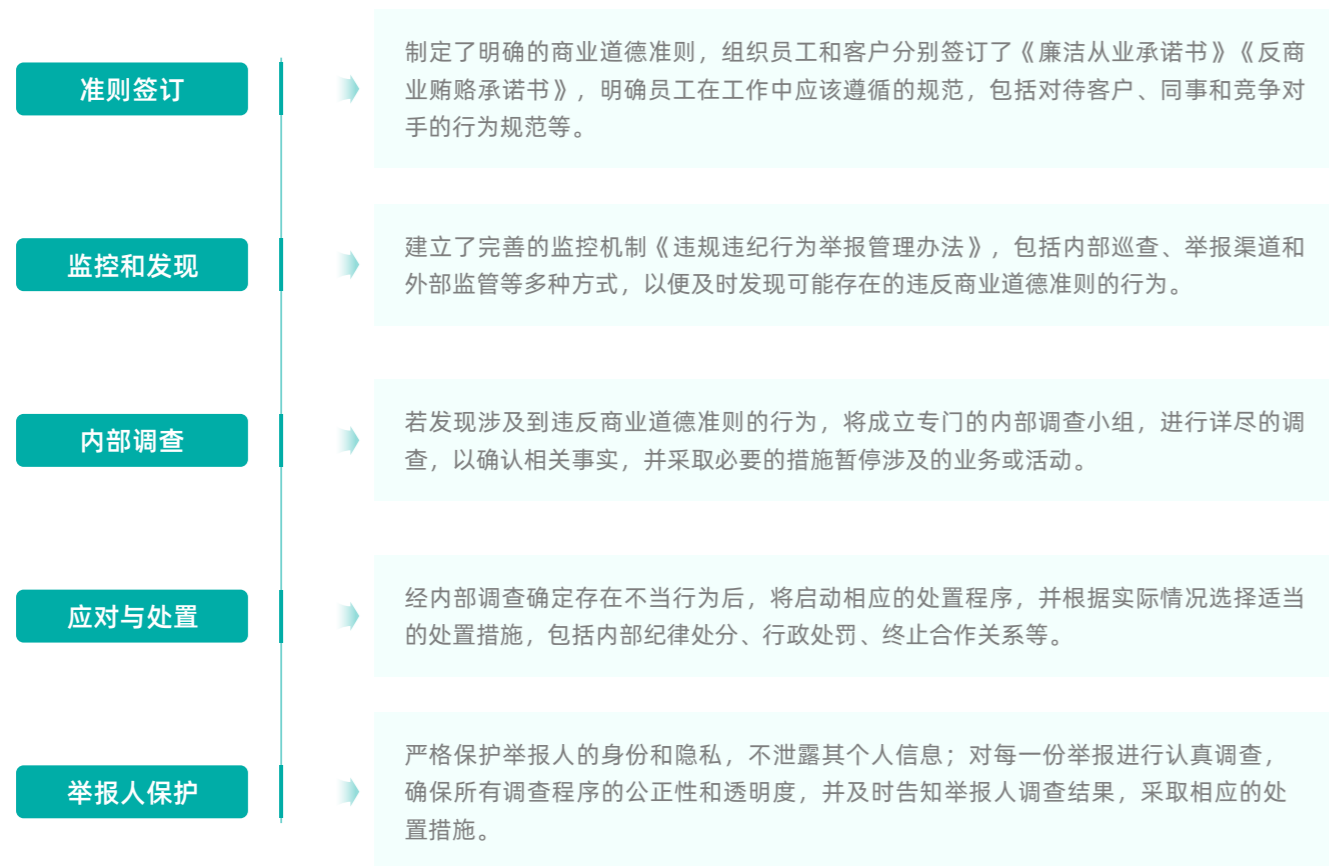 准则签订
制定了明确的商业道德准则，组织员工和客户分别签订了《廉洁从业承诺书》《反商
业贿赂承诺书》，明确员工在工作中应该遵循的规范，包括对待客户、同事和竞争对
手的行为规范等。
监控和发现
建立了完善的监控机制《违规违纪行为举报管理办法》，包括内部巡查、举报渠道和
外部监管等多种方式，以便及时发现可能存在的违反商业道德准则的行为。
内部调查
若发现涉及到违反商业道德准则的行为，将成立专门的内部调查小组，进行详尽的调
查，以确认相关事实，并采取必要的措施暂停涉及的业务或活动。
应对与处置
经内部调查确定存在不当行为后，将启动相应的处置程序，并根据实际情况选择适当
的处置措施，包括内部纪律处分、行政处罚、终止合作关系等。
举报人保护
严格保护举报人的身份和隐私，不泄露其个人信息；对每一份举报进行认真调查，
确保所有调查程序的公正性和透明度，并及时告知举报人调查结果，采取相应的处
置措施。